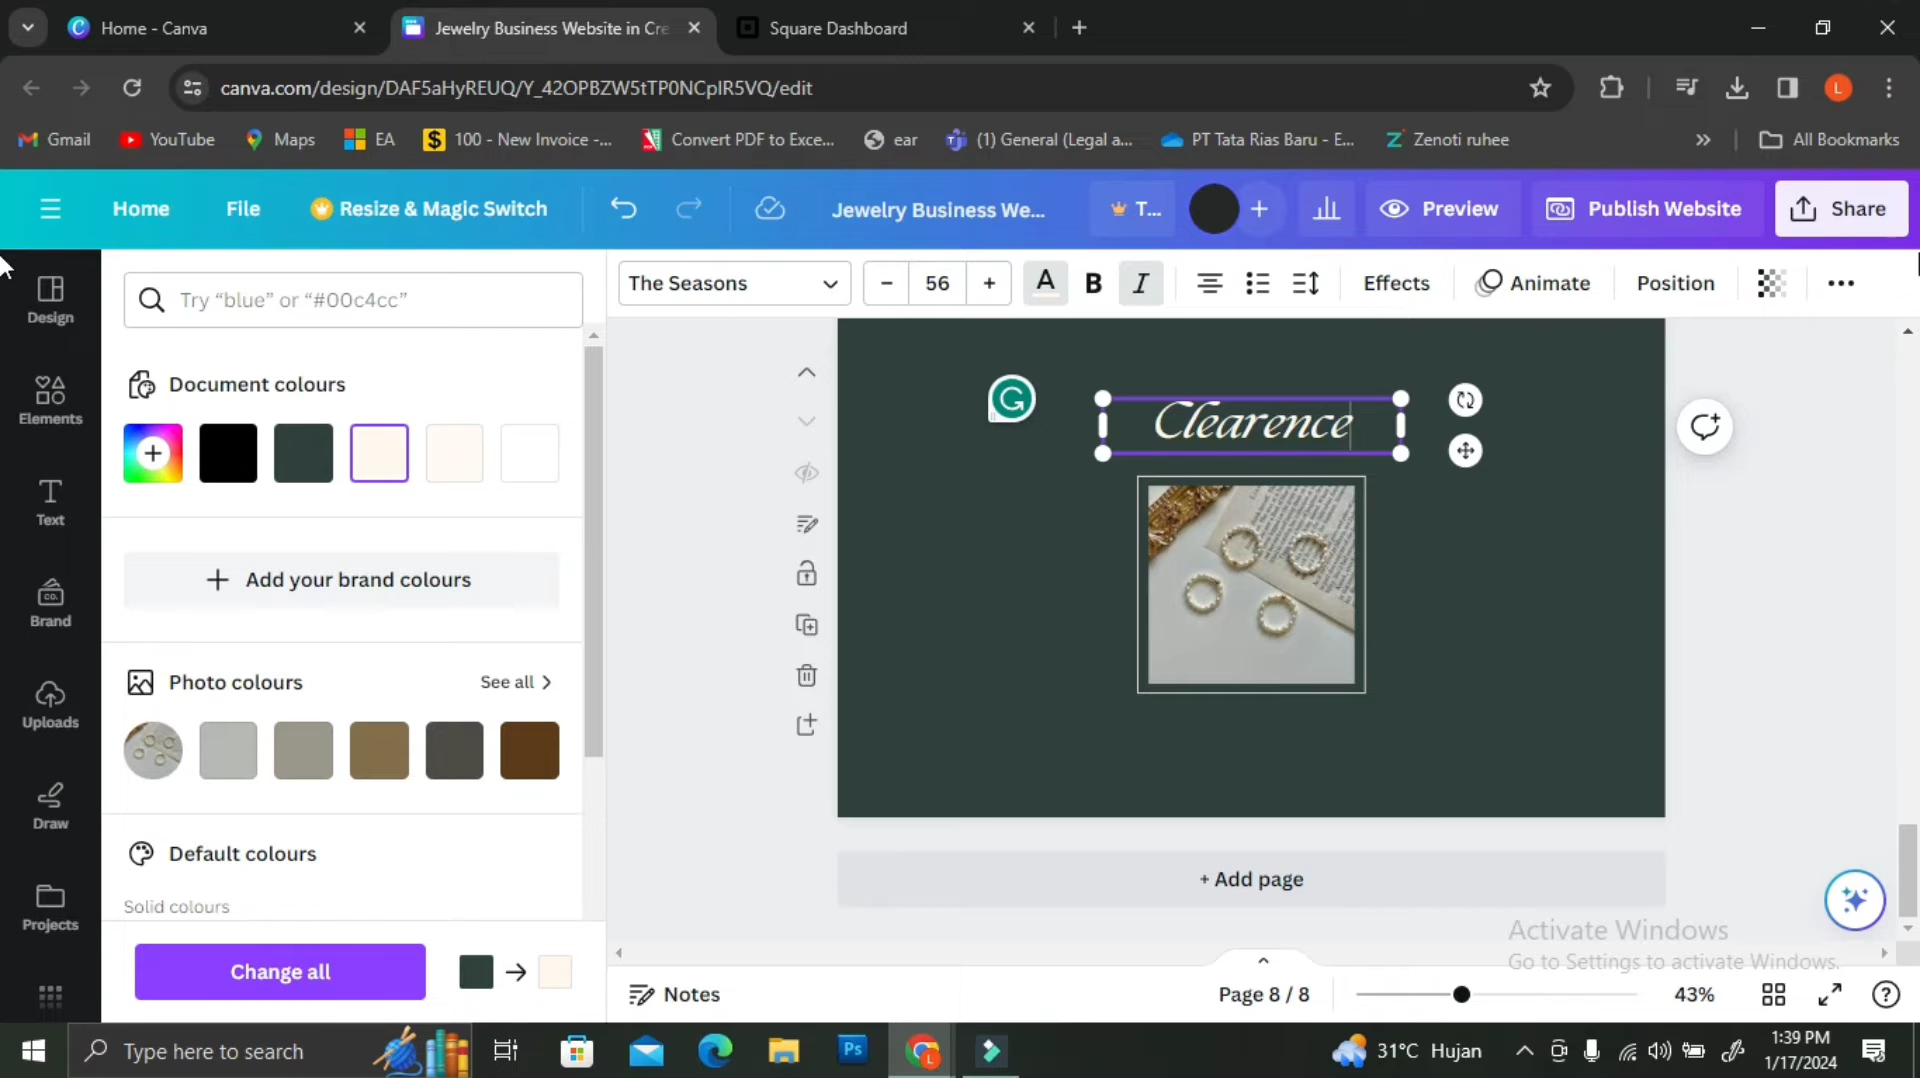 Home - Canva
Jewelry Business Website in Cre
Square Dashboard
canva.com/design/DAF5aHyREUQ/Y_42OPBZW5tTP0NCpIR5VQ/edit
Gmail
YouTube
Maps
EA
100 - New Invoice -...
Convert PDF to Exce...
ear
(1) General (Legal a...
PT Tata Rias Baru - E...
Zenoti ruhee
All Bookmarks
Home
File
Resize & Magic Switch
Jewelry Business We...
T...
Preview
Publish Website
Share
Design
Elements
Text
Brand
Uploads
Draw
Projects
Try “blue” or “#00c4cc”
Document colours
+ Add your brand colours
Photo colours
See all
Default colours
Solid colours
Change all
The Seasons
56
A
B
I
Effects
Animate
Position
Clearence
+ Add page
Activate Windows
Go to Settings to activate Windows.
Notes
Page 8 / 8
43%
Type here to search
Ps
31°C Hujan
1:39 PM
1/17/2024